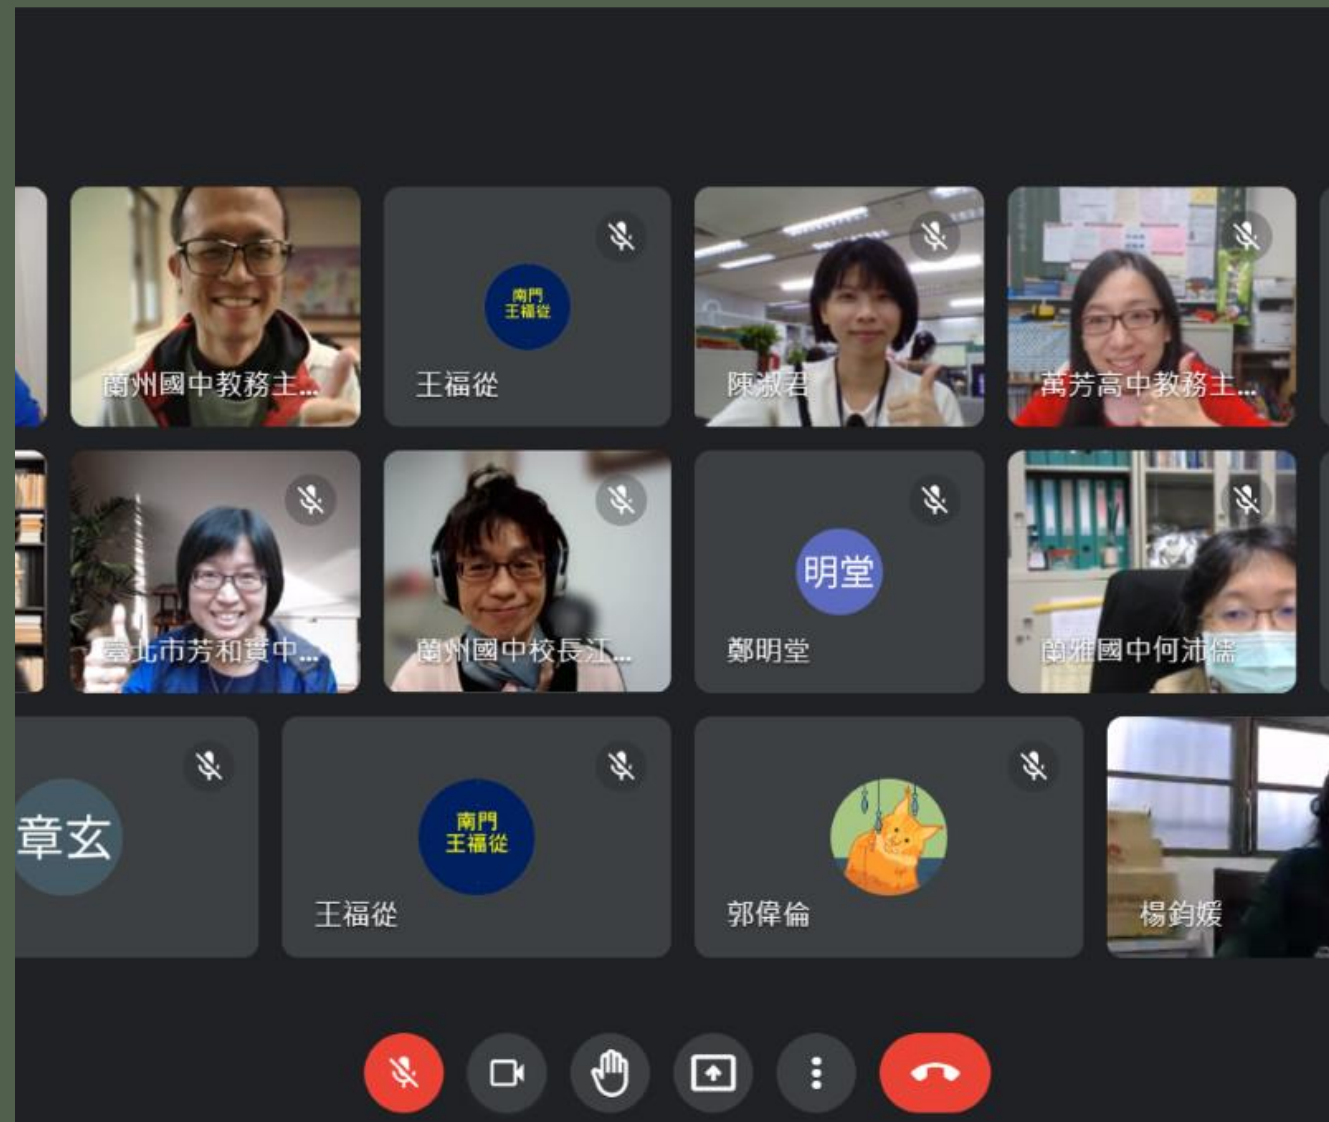 蘭州國中教務主...
南門
王福從
王福從
陳淑君
萬芳高中教務主...
臺北市芳和實中...
蘭州國中校長江...
明堂
鄭明堂
蘭雅國中何沛儒
章玄
南門
王福從
王福從
郭偉倫
楊鈞媛